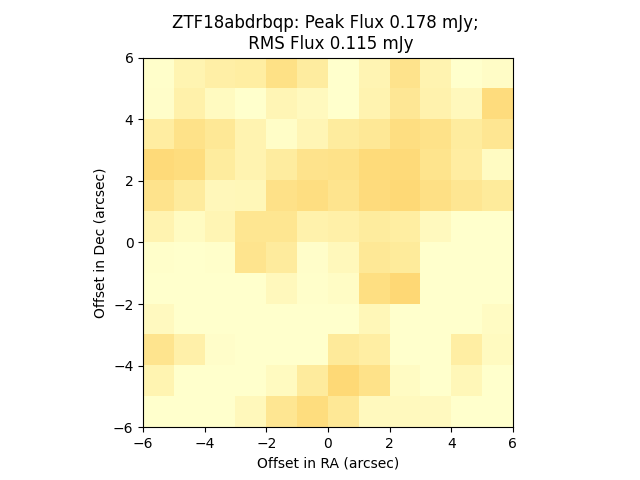 ZTF18abdrbqp: Peak Flux 0.178 mJy;
RMS Flux 0.115 mJy
6
4
2
0
−2
−4
−6
Offset in Dec (arcsec)
−6 −4 −2 0 2 4 6
Offset in RA (arcsec)